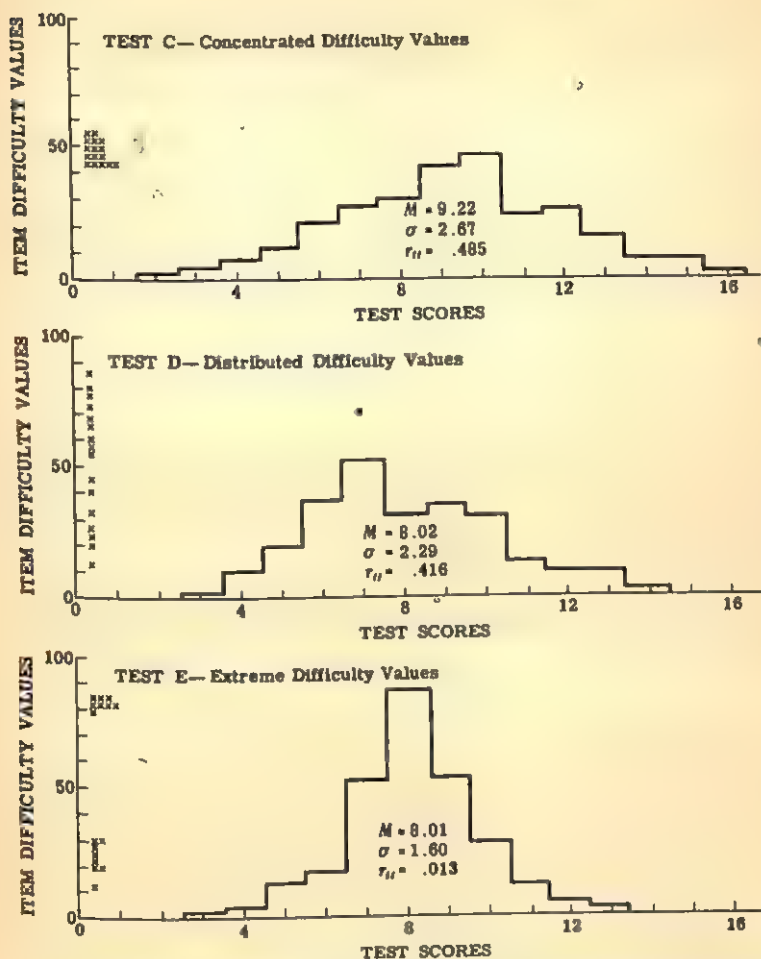 100
TEST C—Concentrated Difficulty Values
ITEM DIFFICULTY VALUES
50
M = 9.22
σ = 2.67
rtt = .485
0
0 4 8 12 16
TEST SCORES
100
TEST D—Distributed Difficulty Values
ITEM DIFFICULTY VALUES
50
M = 8.02
σ = 2.29
rtt = .416
0
0 4 8 12 16
TEST SCORES
100
TEST E—Extreme Difficulty Values
ITEM DIFFICULTY VALUES
50
M = 8.01
σ = 1.60
rtt = .013
0
0 4 8 12 16
TEST SCORES